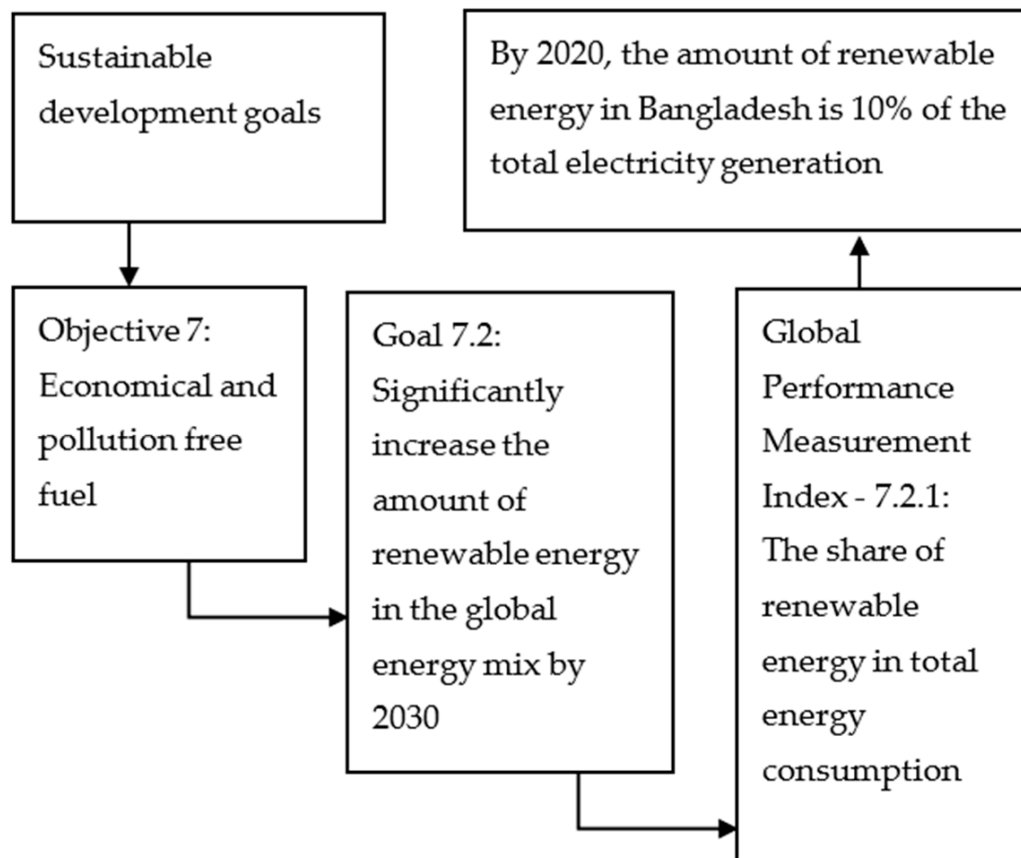 Sustainable
development goals
By 2020, the amount of renewable
energy in Bangladesh is 10% of the
total electricity generation
Objective 7:
Economical and
pollution free
fuel
Goal 7.2:
Significantly
increase the
amount of
renewable energy
in the global
energy mix by
2030
Global
Performance
Measurement
Index - 7.2.1:
The share of
renewable
energy in total
energy
consumption